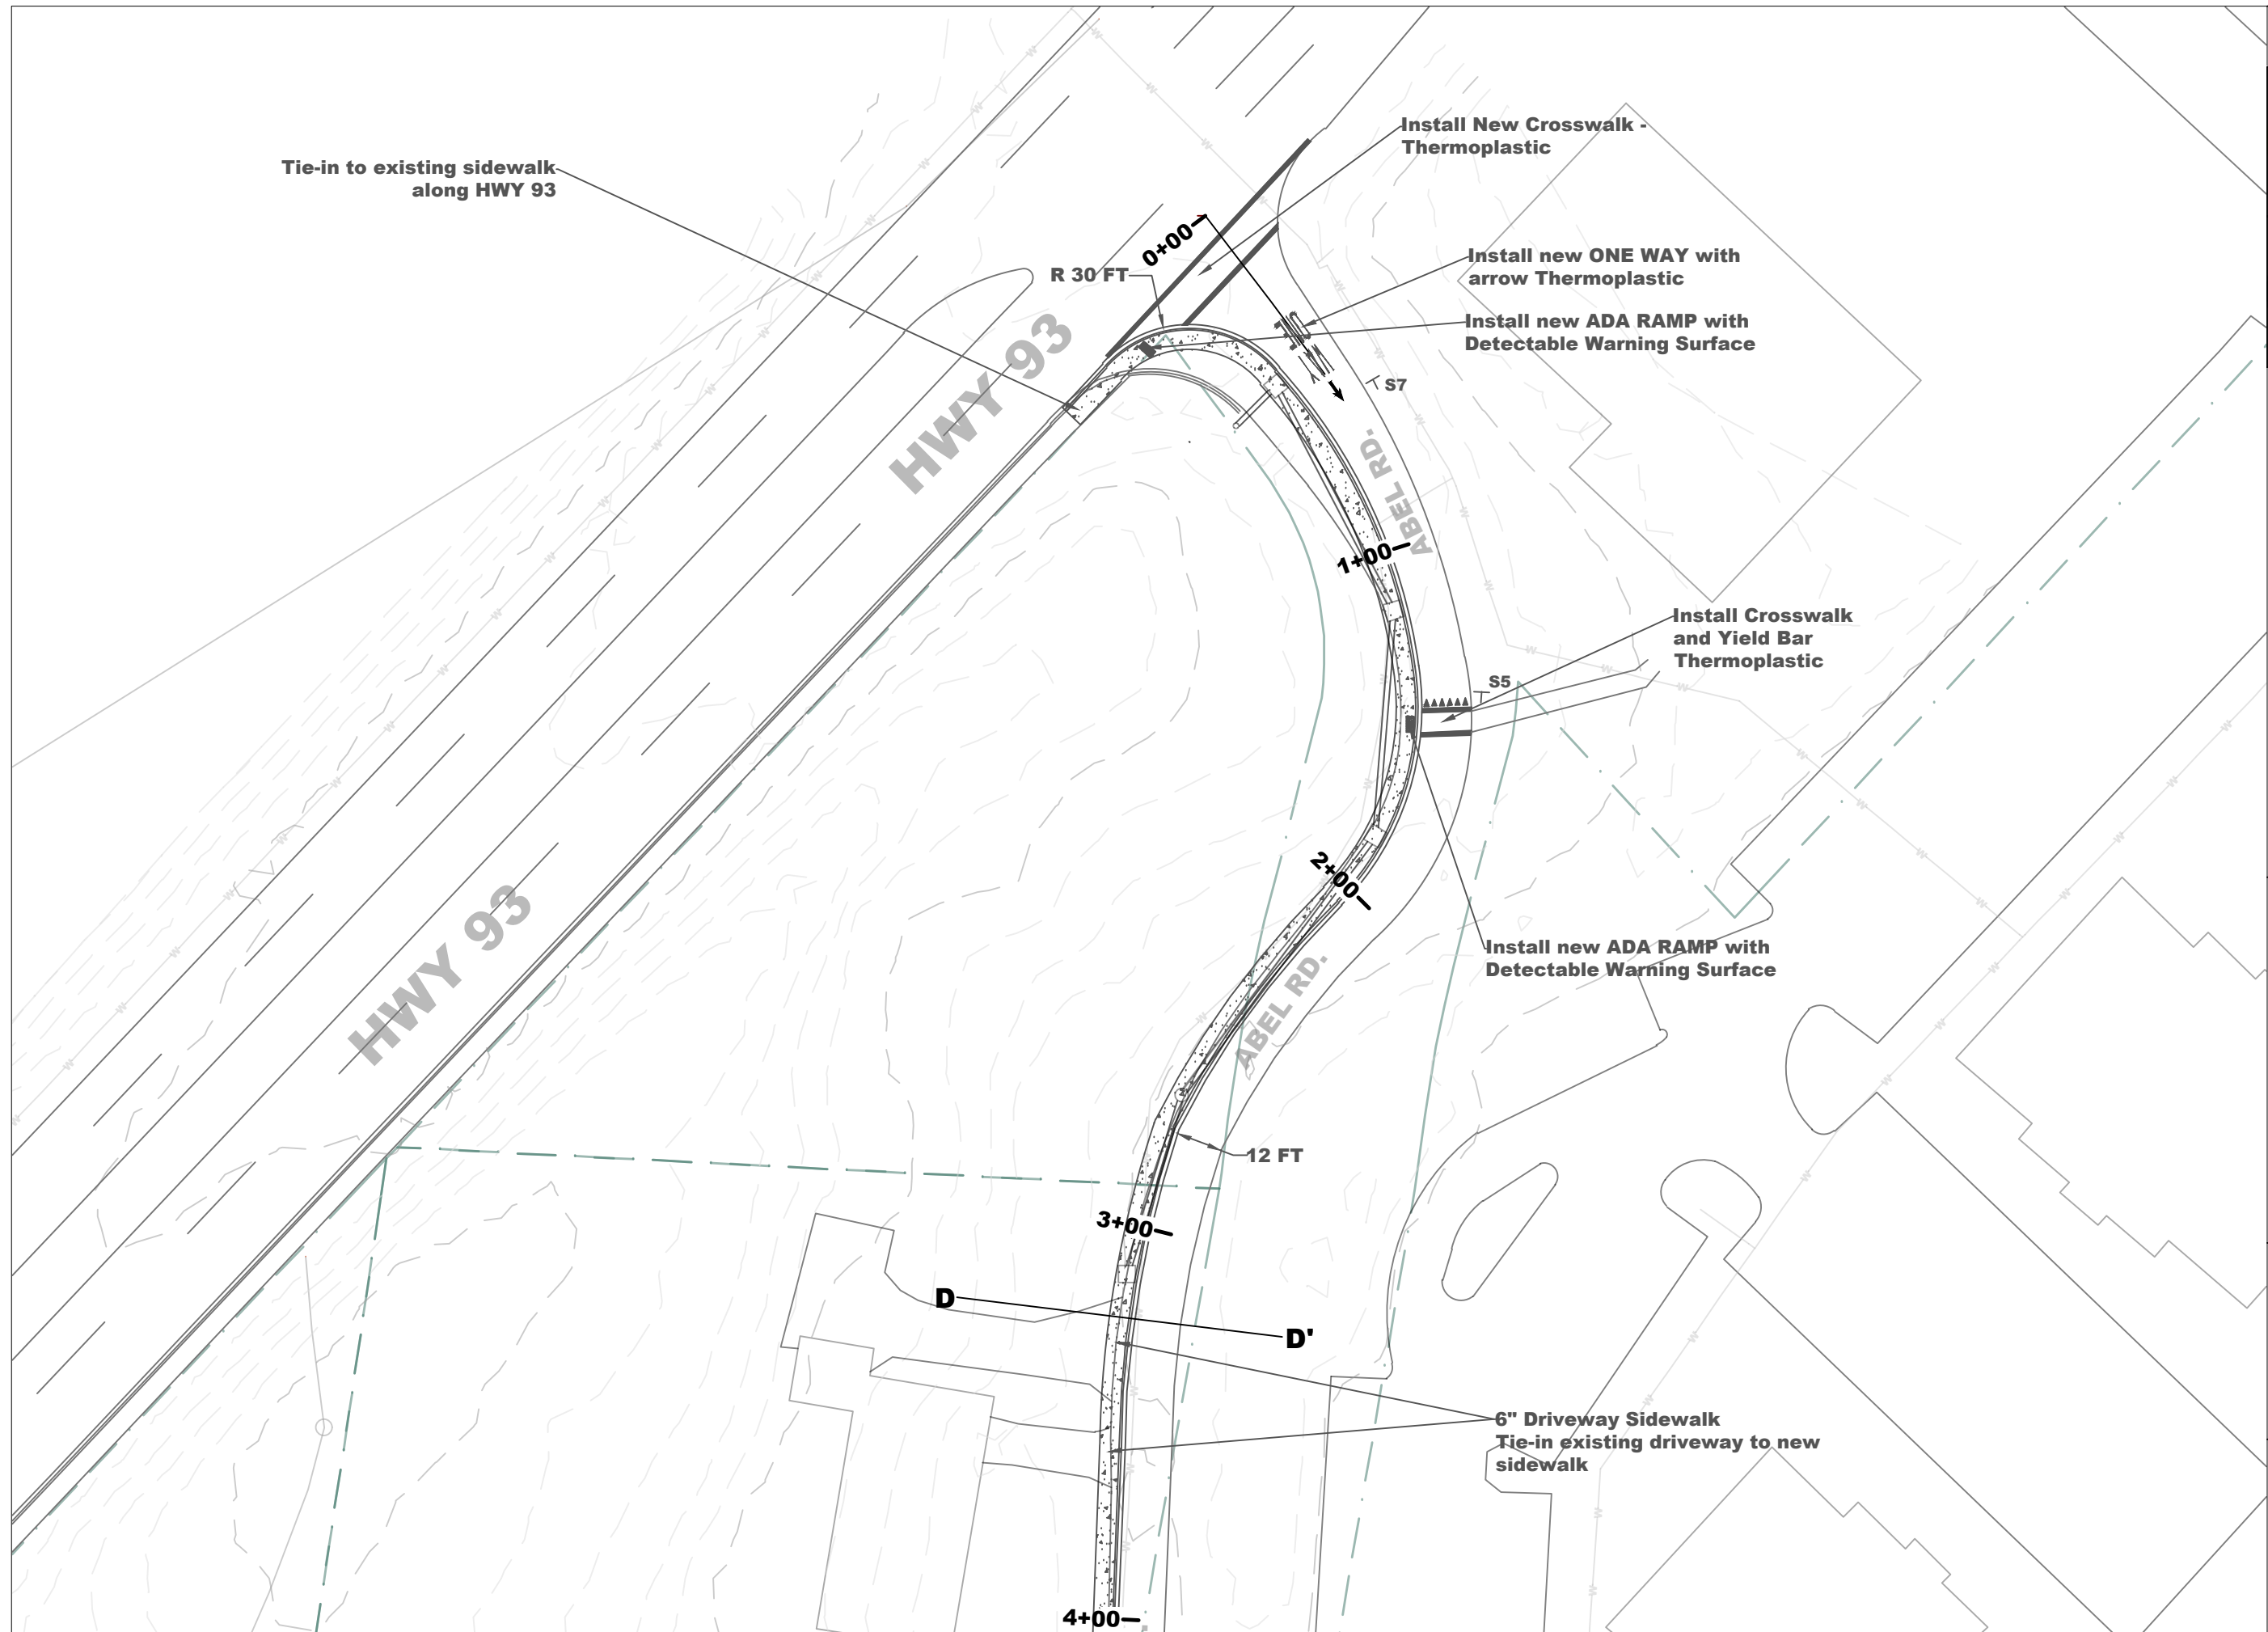 Install New Crosswalk -
Thermoplastic
Tie-in to existing sidewalk
along HWY 93
0+00
Install new ONE WAY with
arrow Thermoplastic
R 30 FT
Install new ADA RAMP with
Detectable Warning Surface
HWY 93
S7
ABEL RD.
1+00
Install Crosswalk
and Yield Bar
Thermoplastic
S5
2+00
HWY 93
Install new ADA RAMP with
Detectable Warning Surface
ABEL RD.
12 FT
3+00
D
D'
6" Driveway Sidewalk
Tie-in existing driveway to new
sidewalk
4+00